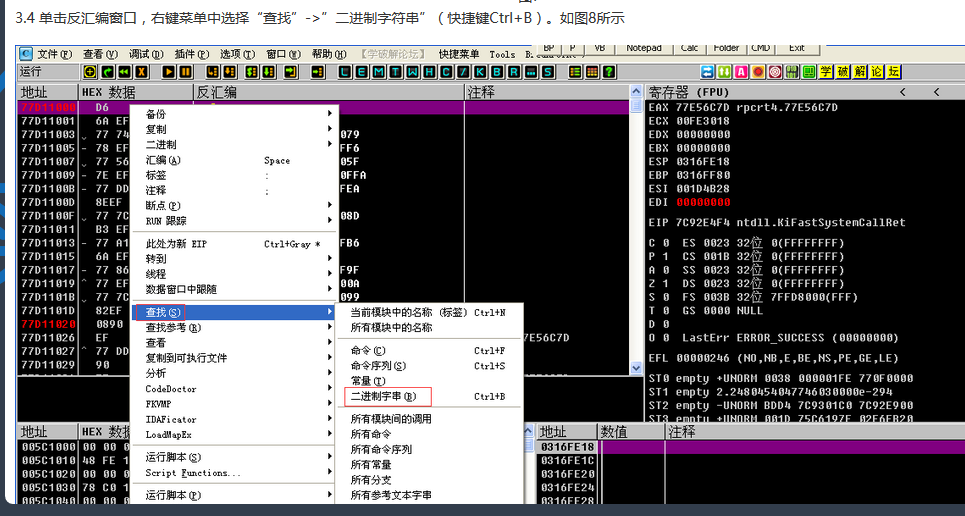 3.4 单击反汇编窗口，右键菜单中选择“查找”->”二进制字符串”（快捷键Ctrl+B）。如图8所示
文件(F) 查看(V) 调试(D) 插件(P) 选项(T) 窗口(W) 帮助(H) 【学破解论坛】 快捷菜单 Tools BP P VB Notepad Calc Folder CMD Exit
运行 L E M T W H C / K B R ... S ? A 学 破 解 论 坛
地址 HEX 数据 反汇编 注释
77D11000 D6
77D11001 6A EF
77D11003 77 74 079
77D11005 78 EF FF6
77D11007 77 56 05F
77D11009 7E EF 0FFA
77D1100B 77 DD FEA
77D1100D 8EEF
77D1100F 77 7C 08D
77D11011 B3 EF
77D11013 77 A1 FB6
77D11015 6A EF
77D11017 77 86 F9F
77D11019 77 EF 00A
77D1101B 77 7C 099
77D1101D 82EF
77D11020 0890
77D11026 EF 7E56C7D
77D11027 77 DD
77D11029 90
备份
复制
二进制
汇编(A) Space
标签 :
注释 ;
断点(P)
RUN 跟踪
此处为新 EIP Ctrl+Gray *
转到
线程
数据窗口中跟随
查找(S)
查找参考(R)
查看
复制到可执行文件
分析
CodeDoctor
FKVMP
IDAFicator
LoadMapEx
运行脚本(S)
Script Functions...
运行脚本(P)
当前模块中的名称 (标签) Ctrl+N
所有模块中的名称
命令(C) Ctrl+F
命令序列(S) Ctrl+S
常量(T)
二进制字串(B) Ctrl+B
所有模块间的调用
所有命令
所有命令序列
所有常量
所有分支
所有参考文本字串
寄存器 (FPU) < <
EAX 77E56C7D rpcrt4.77E56C7D
ECX 00FE3018
EDX 00000000
EBX 00000000
ESP 0316FE18
EBP 0316FF80
ESI 001D4B28
EDI 00000000
EIP 7C92E4F4 ntdll.KiFastSystemCallRet
C 0 ES 0023 32位 0(FFFFFFFF)
P 1 CS 001B 32位 0(FFFFFFFF)
A 0 SS 0023 32位 0(FFFFFFFF)
Z 1 DS 0023 32位 0(FFFFFFFF)
S 0 FS 003B 32位 7FFD8000(FFF)
T 0 GS 0000 NULL
D 0
O 0 LastErr ERROR_SUCCESS (00000000)
EFL 00000246 (NO,NB,E,BE,NS,PE,GE,LE)
ST0 empty +UNORM 0038 000001FE 770F0000
ST1 empty 2.2480454047746030000e-294
ST2 empty -UNORM BDD4 7C9301C0 7C92E900
ST3 empty +UNORM 001D 75C6197E 02E6EB20
地址 HEX 数据
005C1000 00 00 0
005C1010 48 FE 1
005C1020 00 00 0
005C1030 78 C0 1
005C1040 00 00 0
地址 数值 注释
0316FE18
0316FE1C
0316FE20
0316FE24
0316FE28